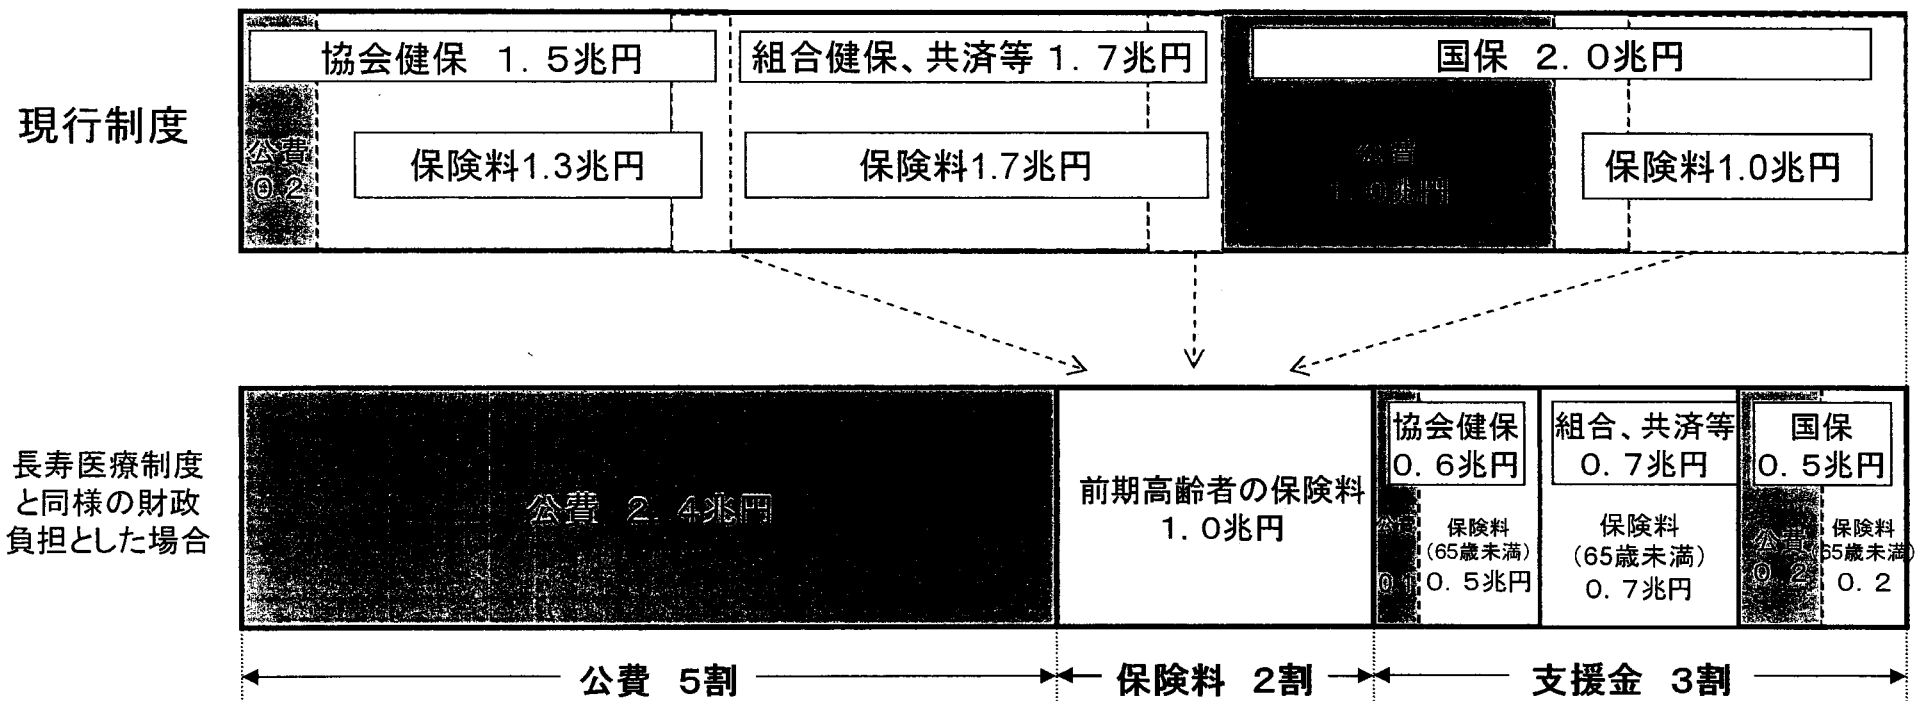 現行制度
協会健保 1.5兆円
組合健保、共済等 1.7兆円
国保 2.0兆円
公費
0.2
保険料1.3兆円
保険料1.7兆円
公費
1.0兆円
保険料1.0兆円
長寿医療制度
と同様の財政
負担とした場合
公費 2.4兆円
前期高齢者の保険料
1.0兆円
協会健保
0.6兆円
公費
0.1
保険料
(65歳未満)
0.5兆円
組合、共済等
0.7兆円
保険料
(65歳未満)
0.7兆円
国保
0.5兆円
公費
0.2
保険料
(65歳未満)
0.2
公費 5割
保険料 2割
支援金 3割